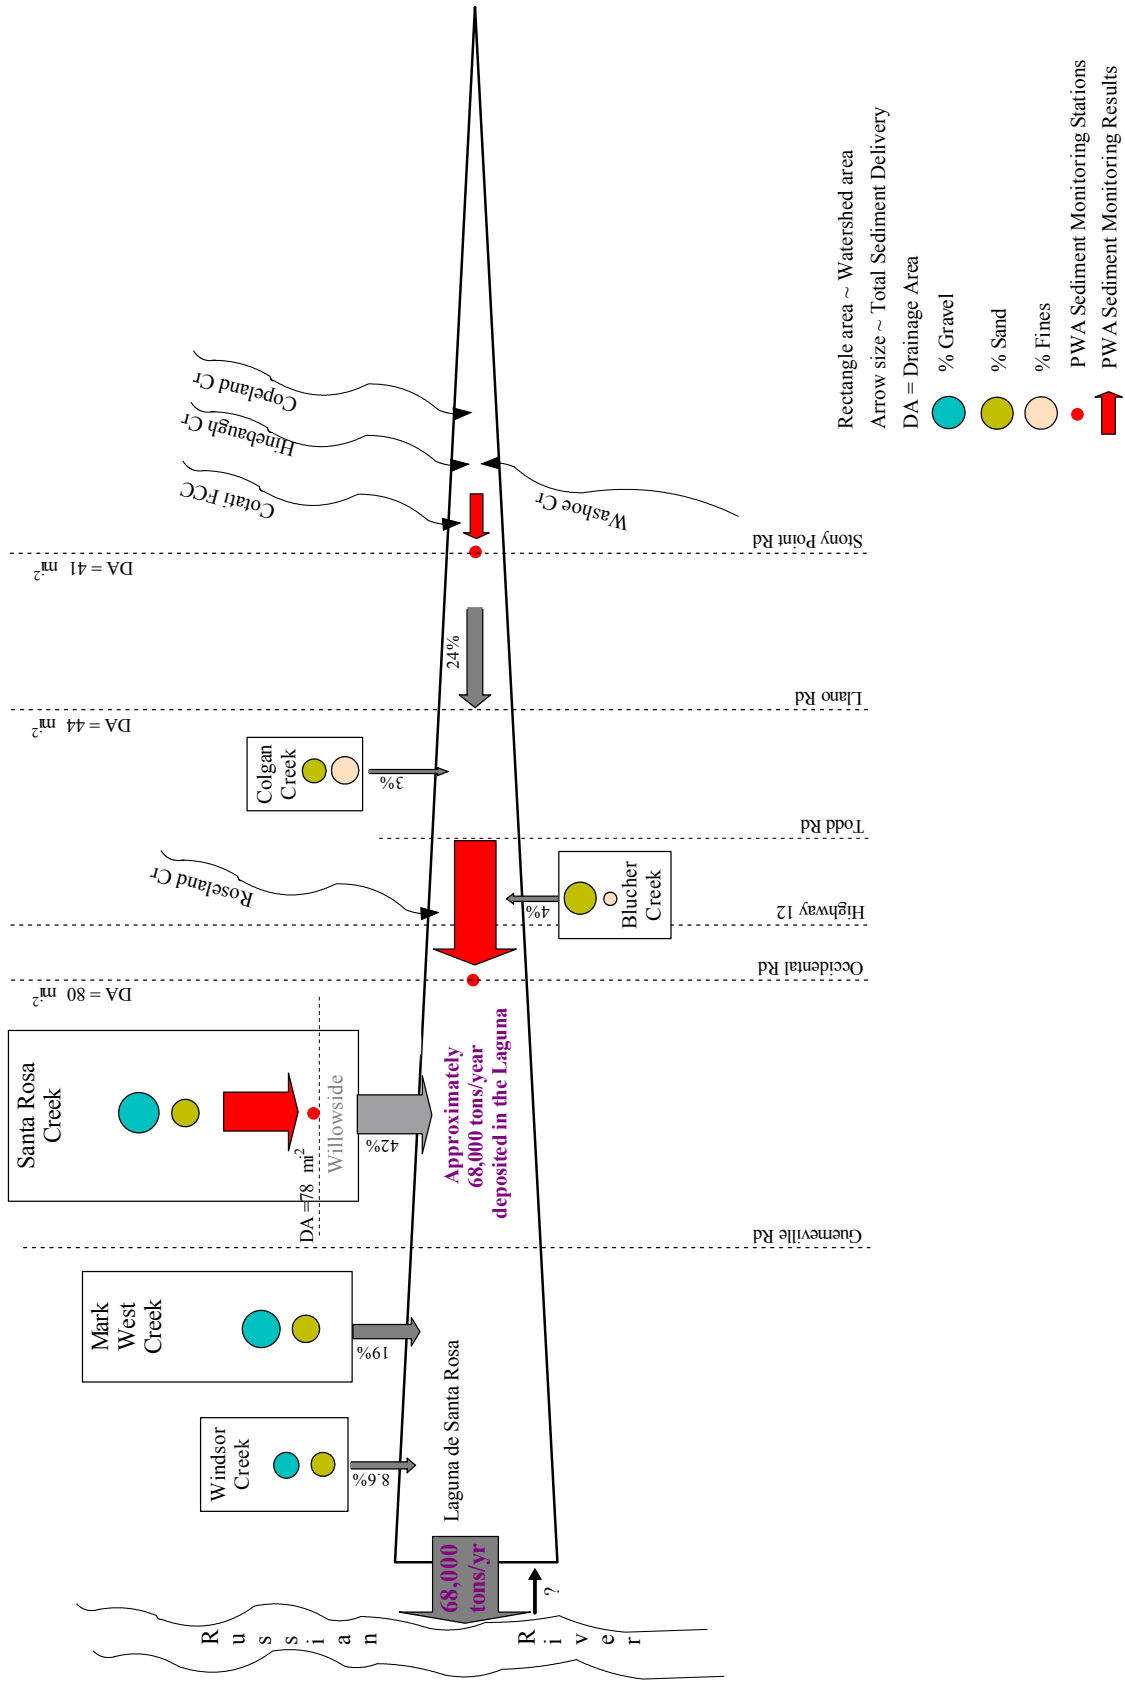 Copeland Cr
Hinebaugh Cr
Cotati FCC
Washoe Cr
Stony Point Rd
DA = 41 mi²
24%
Llano Rd
DA = 44 mi²
Colgan
Creek
3%
Todd Rd
Roseland Cr
4%
Blucher
Creek
Highway 12
Occidental Rd
DA = 80 mi²
Santa Rosa
Creek
DA =78 mi²
Willowside
42%
Approximately
68,000 tons/year
deposited in the Laguna
Guerneville Rd
Mark
West
Creek
19%
Windsor
Creek
8.6%
Laguna de Santa Rosa
68,000
tons/yr
?
Russian
River
Rectangle area ~ Watershed area
Arrow size ~ Total Sediment Delivery
DA = Drainage Area
% Gravel
% Sand
% Fines
PWA Sediment Monitoring Stations
PWA Sediment Monitoring Results